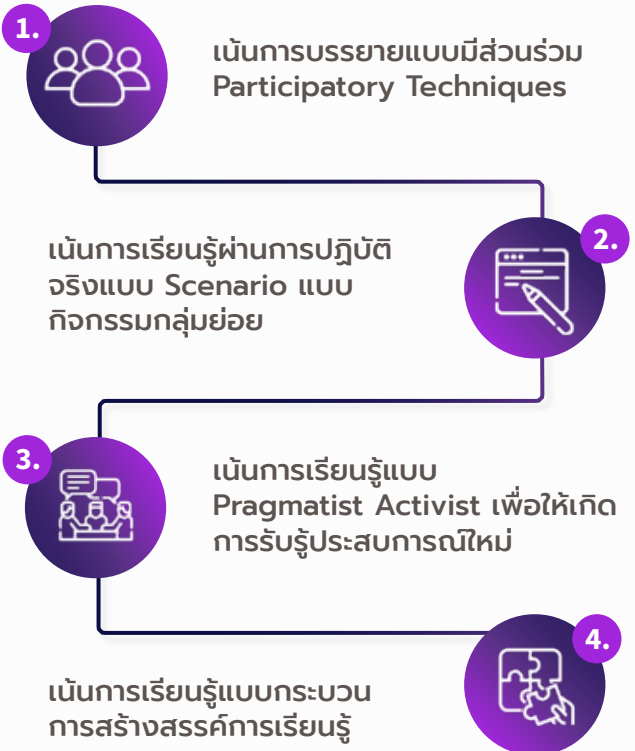 1.
เน้นการบรรยายแบบมีส่วนร่วม
Participatory Techniques
2.
เน้นการเรียนรู้ผ่านการปฏิบัติ
จริงแบบ Scenario แบบ
กิจกรรมกลุ่มย่อย
3.
เน้นการเรียนรู้แบบ
Pragmatist Activist เพื่อให้เกิด
การรับรู้ประสบการณ์ใหม่
4.
เน้นการเรียนรู้แบบกระบวน
การสร้างสรรค์การเรียนรู้